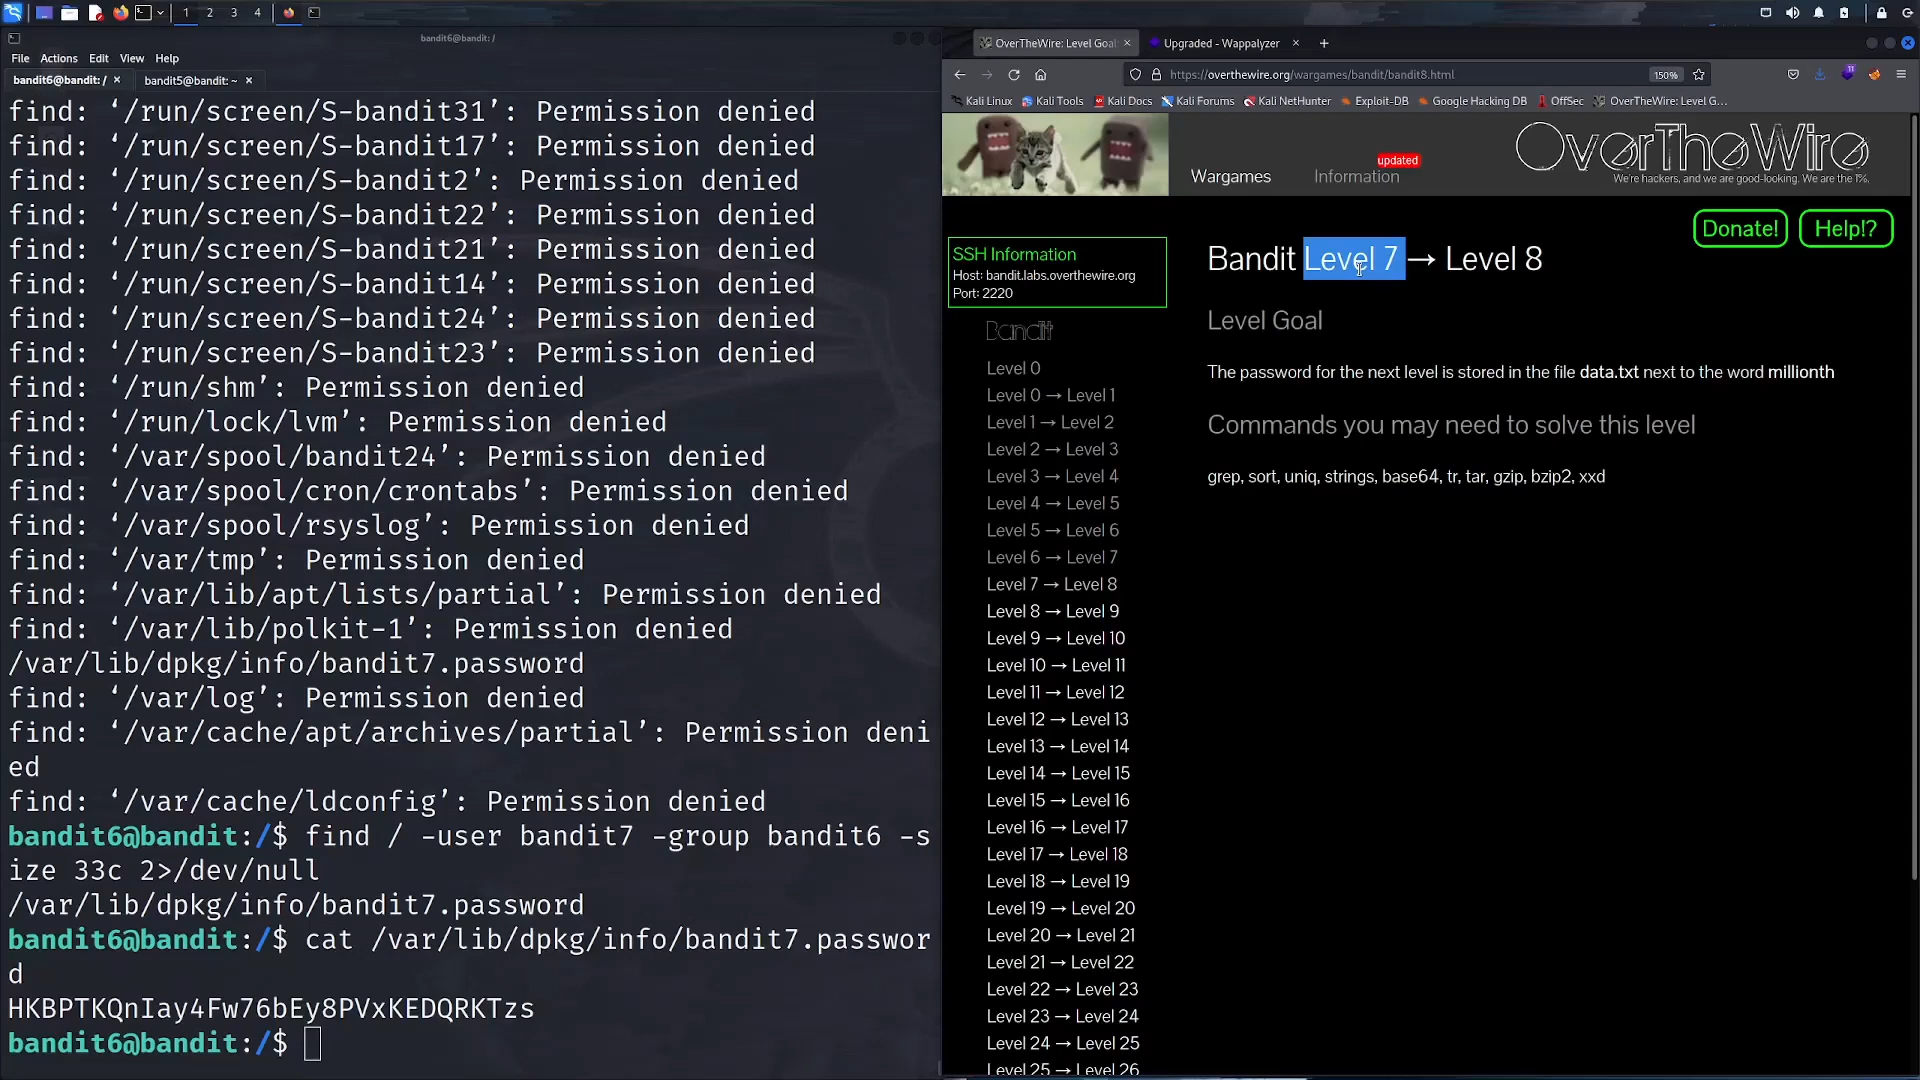 1 2 3 4
bandit6@bandit: /
File Actions Edit View Help
bandit6@bandit: / × bandit5@bandit: ~ ×
find: ‘/run/screen/S-bandit31’: Permission denied
find: ‘/run/screen/S-bandit17’: Permission denied
find: ‘/run/screen/S-bandit2’: Permission denied
find: ‘/run/screen/S-bandit22’: Permission denied
find: ‘/run/screen/S-bandit21’: Permission denied
find: ‘/run/screen/S-bandit14’: Permission denied
find: ‘/run/screen/S-bandit24’: Permission denied
find: ‘/run/screen/S-bandit23’: Permission denied
find: ‘/run/shm’: Permission denied
find: ‘/run/lock/lvm’: Permission denied
find: ‘/var/spool/bandit24’: Permission denied
find: ‘/var/spool/cron/crontabs’: Permission denied
find: ‘/var/spool/rsyslog’: Permission denied
find: ‘/var/tmp’: Permission denied
find: ‘/var/lib/apt/lists/partial’: Permission denied
find: ‘/var/lib/polkit-1’: Permission denied
/var/lib/dpkg/info/bandit7.password
find: ‘/var/log’: Permission denied
find: ‘/var/cache/apt/archives/partial’: Permission deni
ed
find: ‘/var/cache/ldconfig’: Permission denied
bandit6@bandit:/$ find / -user bandit7 -group bandit6 -s
ize 33c 2>/dev/null
/var/lib/dpkg/info/bandit7.password
bandit6@bandit:/$ cat /var/lib/dpkg/info/bandit7.passwor
d
HKBPTKQnIay4Fw76bEy8PVxKEDQRKTzs
bandit6@bandit:/$
OverTheWire: Level Goal × Upgraded - Wappalyzer × +
https://overthewire.org/wargames/bandit/bandit8.html 150%
Kali Linux Kali Tools Kali Docs Kali Forums Kali NetHunter Exploit-DB Google Hacking DB OffSec OverTheWire: Level G…
Wargames Information updated
OverTheWire
We're hackers, and we are good-looking. We are the 1%.
Donate! Help!?
SSH Information
Host: bandit.labs.overthewire.org
Port: 2220
Bandit
Level 0
Level 0 → Level 1
Level 1 → Level 2
Level 2 → Level 3
Level 3 → Level 4
Level 4 → Level 5
Level 5 → Level 6
Level 6 → Level 7
Level 7 → Level 8
Level 8 → Level 9
Level 9 → Level 10
Level 10 → Level 11
Level 11 → Level 12
Level 12 → Level 13
Level 13 → Level 14
Level 14 → Level 15
Level 15 → Level 16
Level 16 → Level 17
Level 17 → Level 18
Level 18 → Level 19
Level 19 → Level 20
Level 20 → Level 21
Level 21 → Level 22
Level 22 → Level 23
Level 23 → Level 24
Level 24 → Level 25
Level 25 → Level 26
Bandit Level 7 → Level 8
Level Goal
The password for the next level is stored in the file data.txt next to the word millionth
Commands you may need to solve this level
grep, sort, uniq, strings, base64, tr, tar, gzip, bzip2, xxd